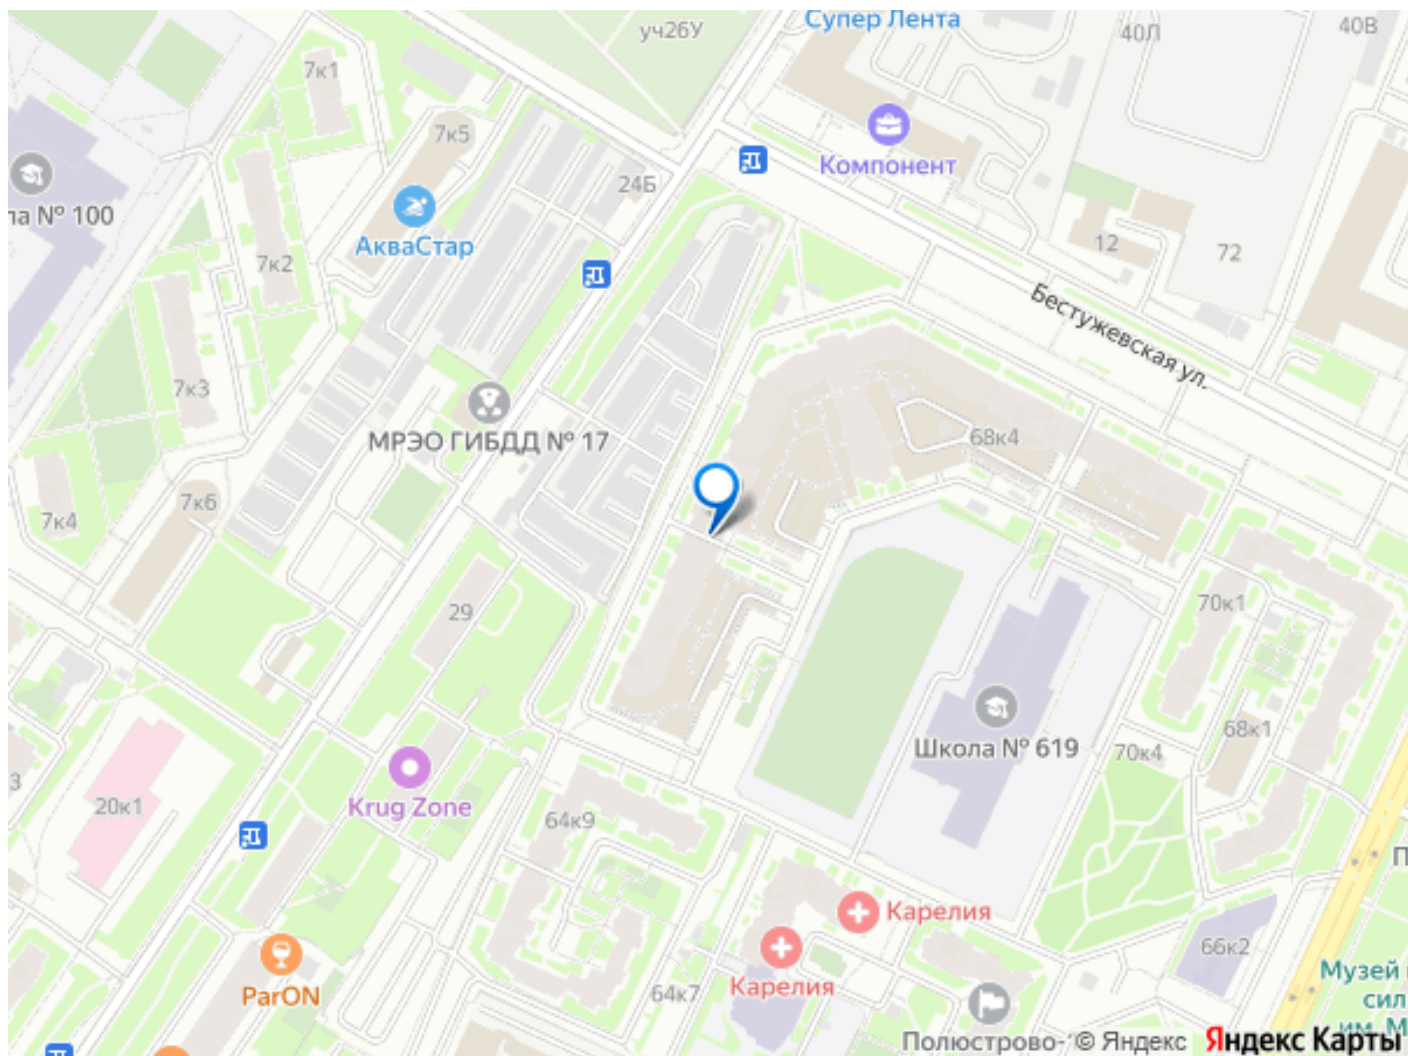 Супер Лента
уч26У
40Л
40В
7к1
7к5
Компонент
24Б
ла № 100
АкваСтар
12
72
7к2
Бестужевская ул.
7к3
МРЭО ГИБДД № 17
68к4
7к4
7к6
29
70к1
68к1
Школа № 619
70к4
3
20к1
Krug Zone
64к9
П
Карелия
66к2
Карелия
ParON
64к7
Музей
сил
им. М
Полюстрово-
© Яндекс
Яндекс Карты